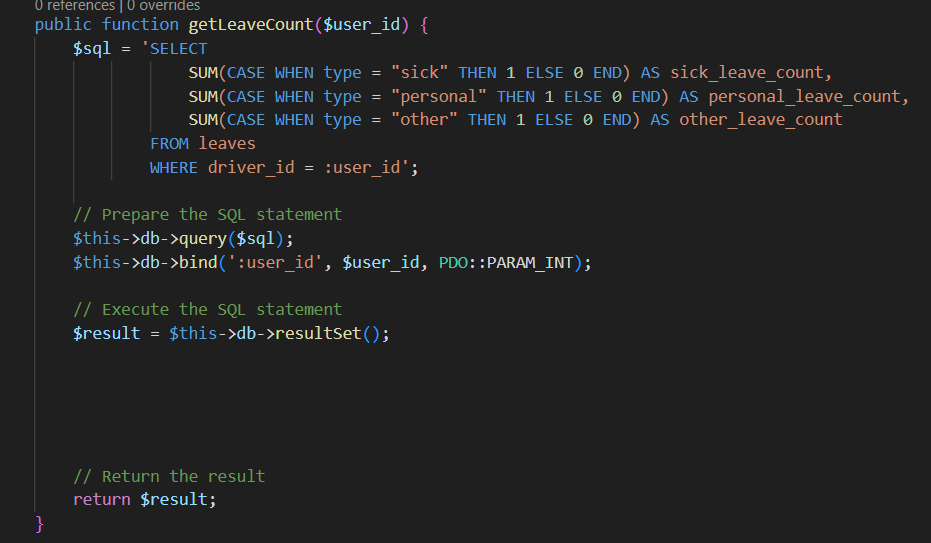 0 references | 0 overrides
public function getLeaveCount($user_id) {
$sql = 'SELECT
SUM(CASE WHEN type = "sick" THEN 1 ELSE 0 END) AS sick_leave_count,
SUM(CASE WHEN type = "personal" THEN 1 ELSE 0 END) AS personal_leave_count,
SUM(CASE WHEN type = "other" THEN 1 ELSE 0 END) AS other_leave_count
FROM leaves
WHERE driver_id = :user_id';
// Prepare the SQL statement
$this->db->query($sql);
$this->db->bind(':user_id', $user_id, PDO::PARAM_INT);
// Execute the SQL statement
$result = $this->db->resultSet();
// Return the result
return $result;
}